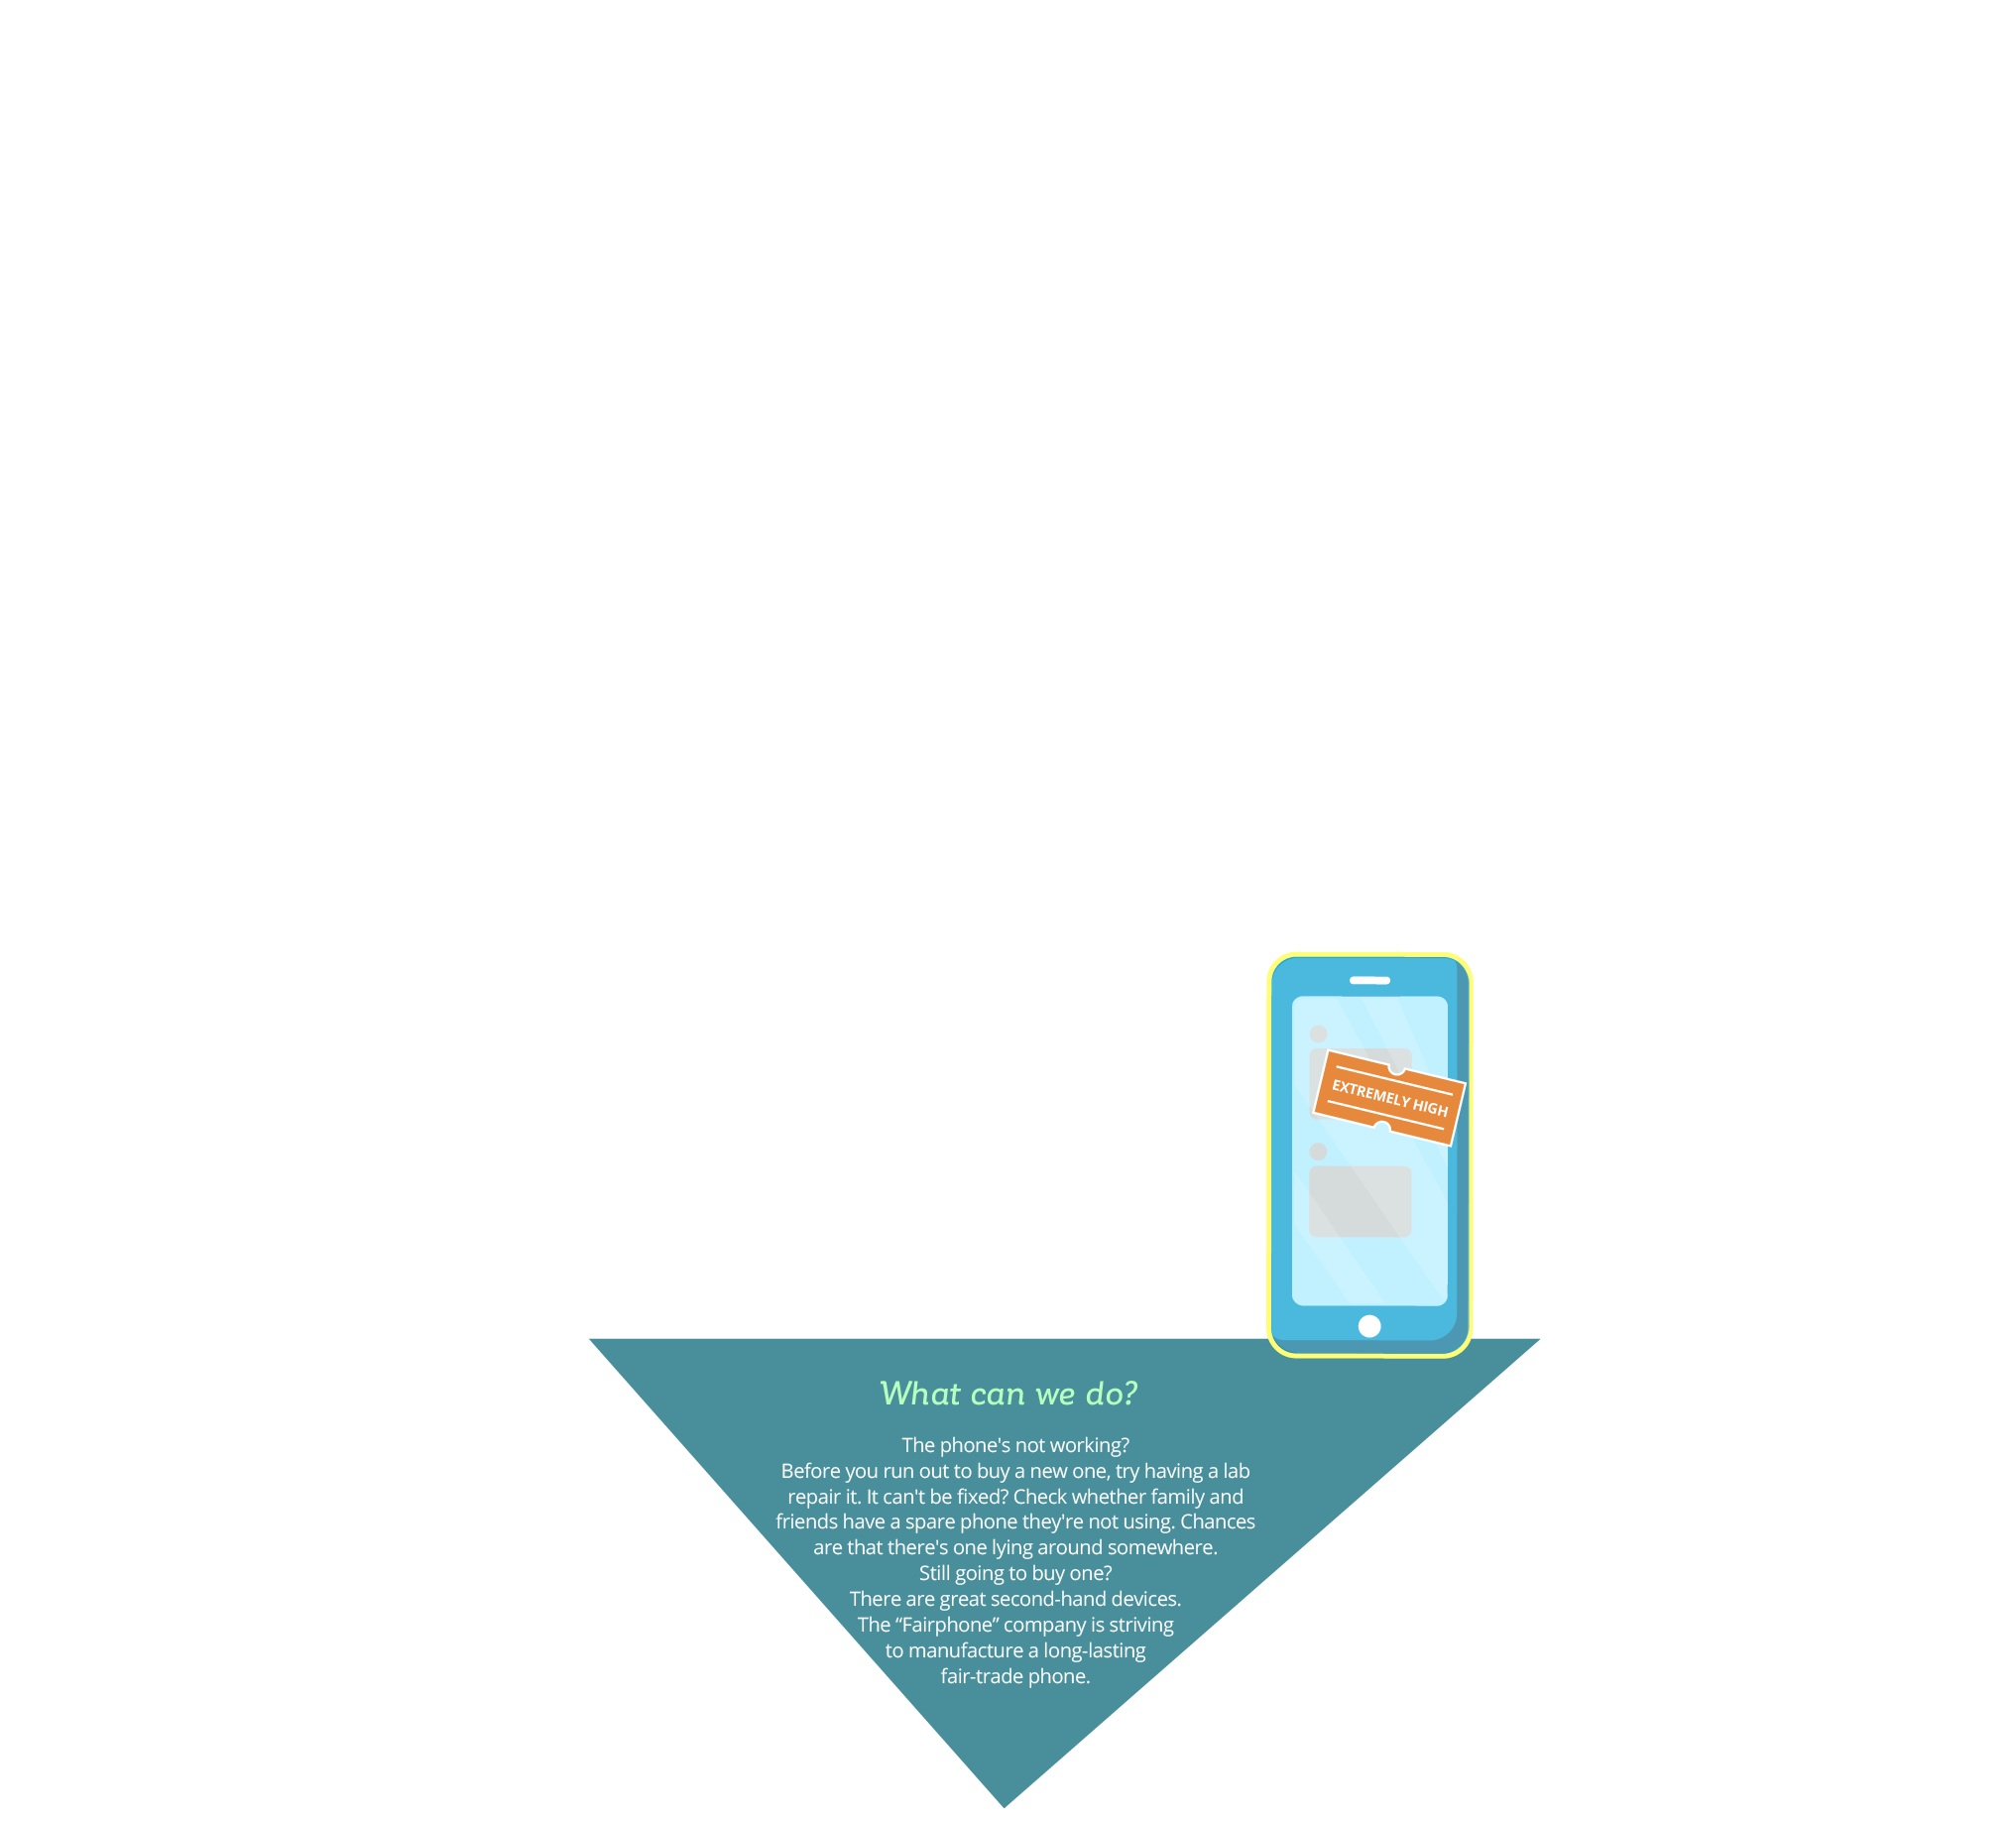 EXTREMELY HIGH
What can we do?
The phone's not working?
Before you run out to buy a new one, try having a lab
repair it. It can't be fixed? Check whether family and
friends have a spare phone they're not using. Chances
are that there's one lying around somewhere.
Still going to buy one?
There are great second-hand devices.
The “Fairphone” company is striving
to manufacture a long-lasting
fair-trade phone.